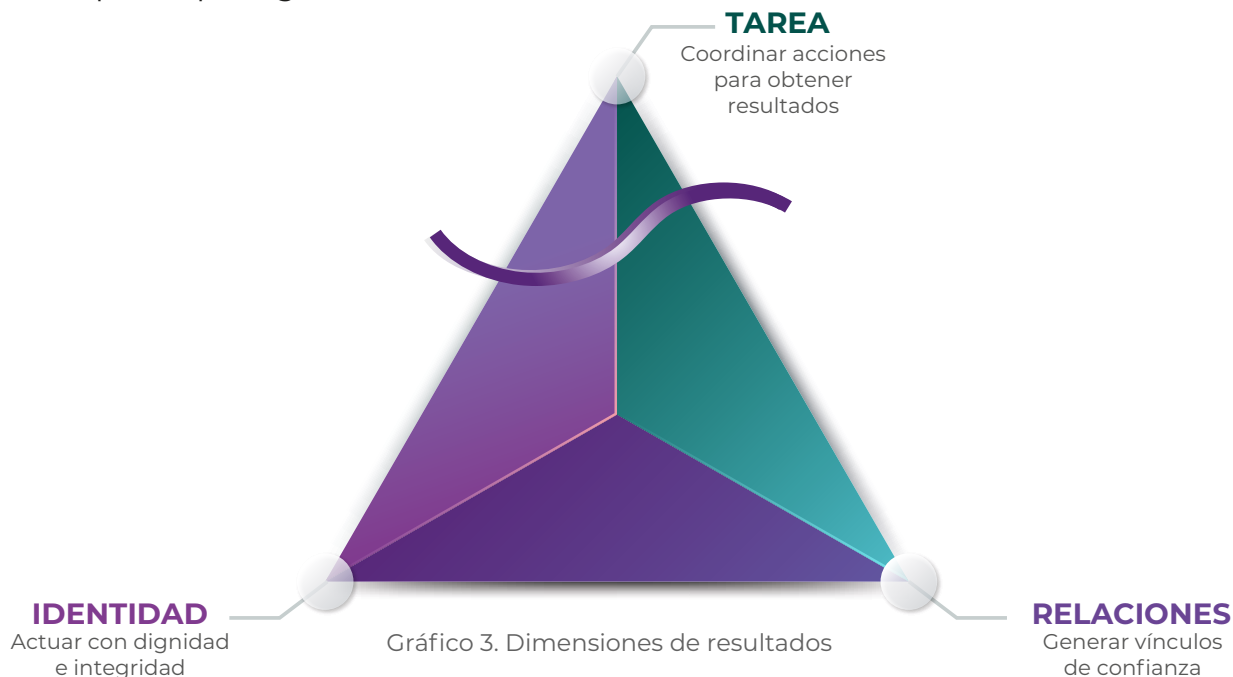 TAREA
Coordinar acciones
para obtener
resultados
IDENTIDAD
Actuar con dignidad
e integridad
Gráfico 3. Dimensiones de resultados
RELACIONES
Generar vínculos
de confianza